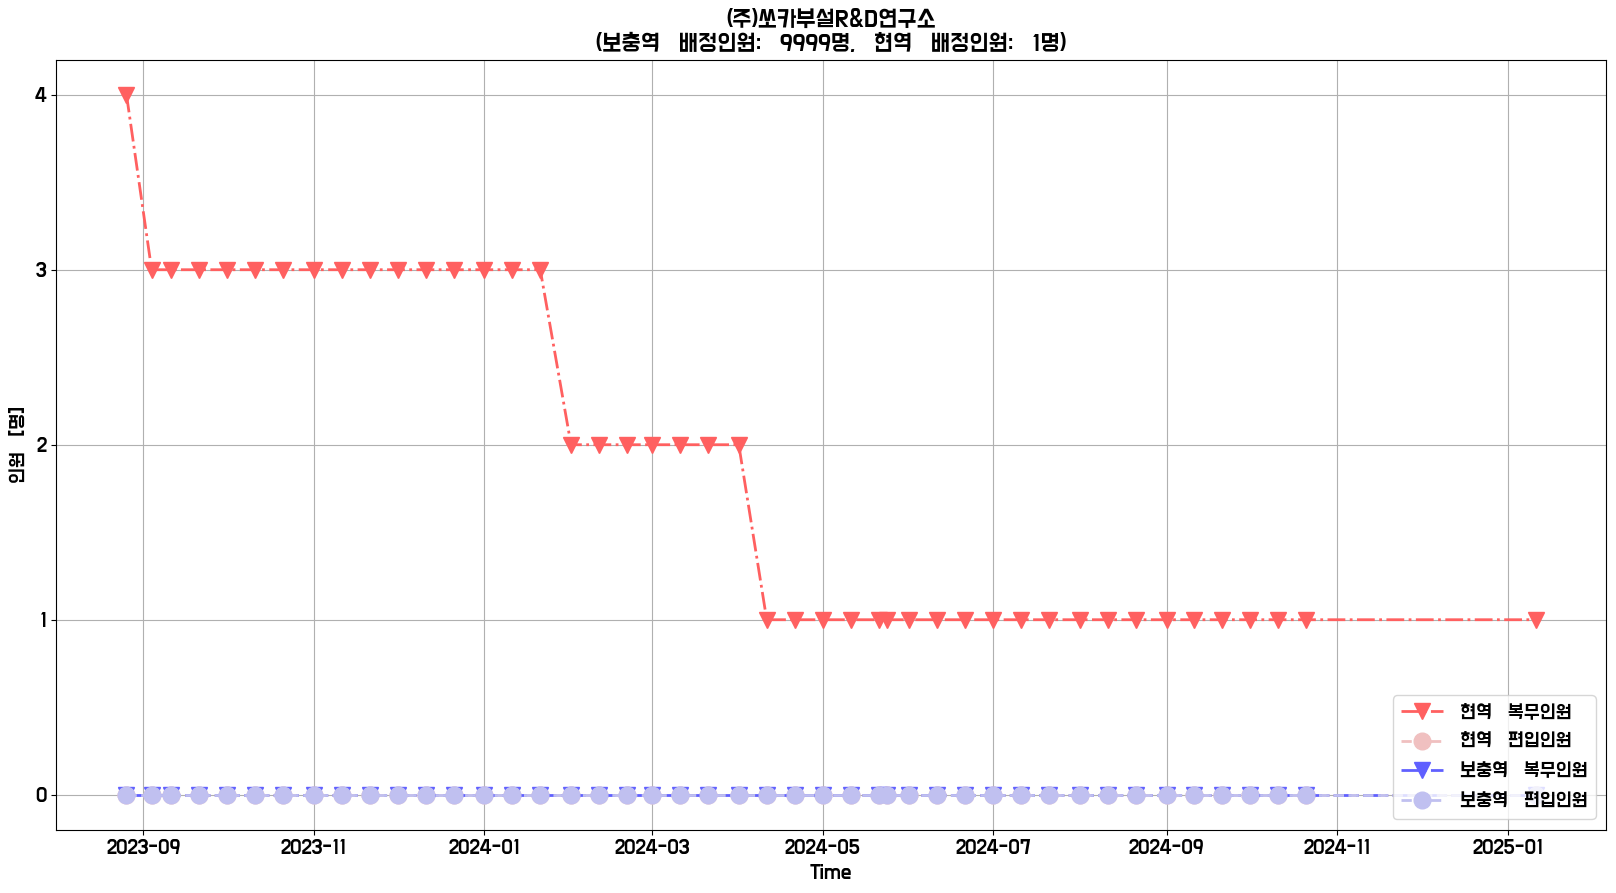 (주)쏘카부설R&D연구소
(보충역 배정인원: 9999명, 현역 배정인원: 1명)
인원 [명]
4
3
2
1
0
현역 복무인원
현역 편입인원
보충역 복무인원
보충역 편입인원
2023-09 2023-11 2024-01 2024-03 2024-05 2024-07 2024-09 2024-11 2025-01
Time